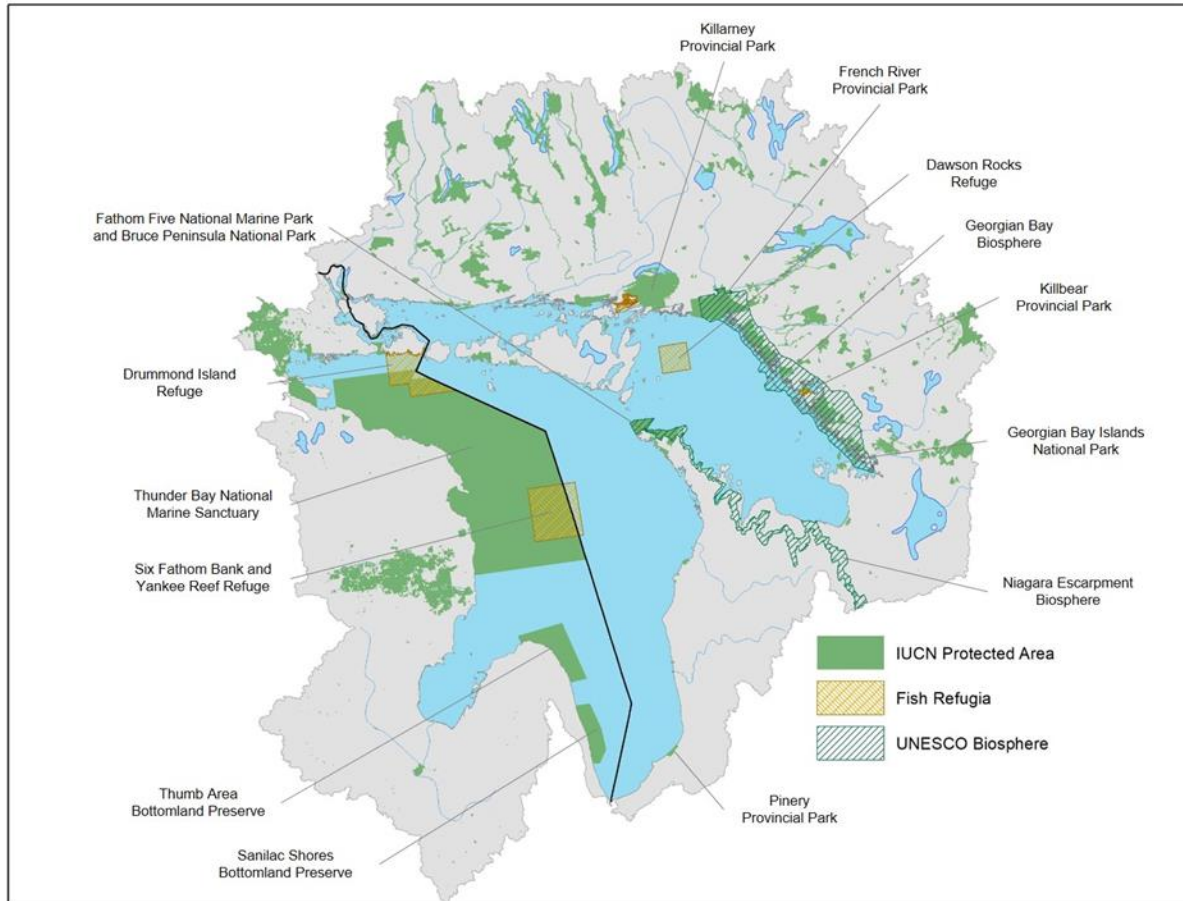 Killarney
Provincial Park
French River
Provincial Park
Dawson Rocks
Refuge
Fathom Five National Marine Park
and Bruce Peninsula National Park
Georgian Bay
Biosphere
Killbear
Provincial Park
Drummond Island
Refuge
Georgian Bay Islands
National Park
Thunder Bay National
Marine Sanctuary
Six Fathom Bank and
Yankee Reef Refuge
Niagara Escarpment
Biosphere
IUCN Protected Area
Fish Refugia
UNESCO Biosphere
Thumb Area
Bottomland Preserve
Pinery
Provincial Park
Sanilac Shores
Bottomland Preserve